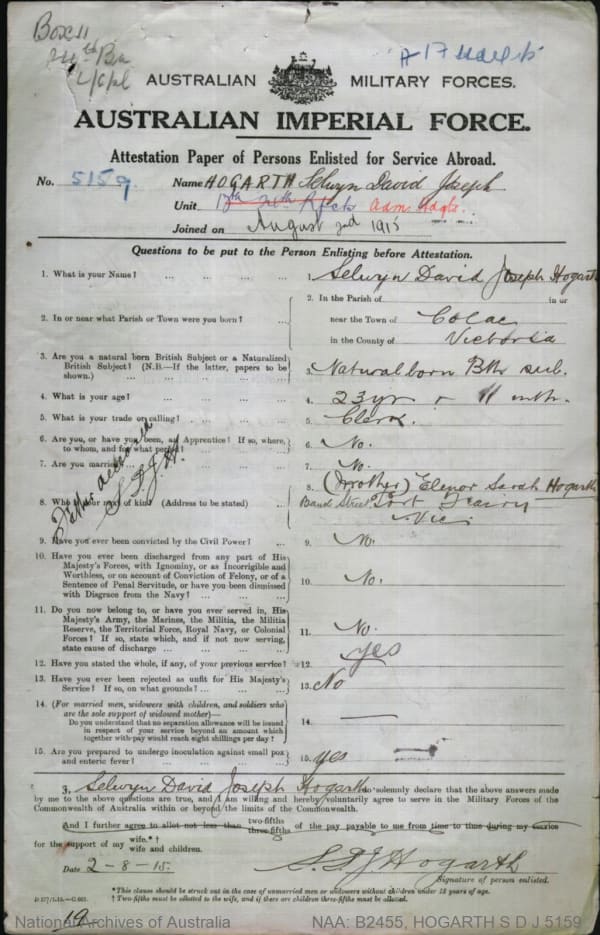 Box 11
24th Bn
L/Cpl
A 17
AUSTRALIAN MILITARY FORCES.
AUSTRALIAN IMPERIAL FORCE.
Attestation Paper of Persons Enlisted for Service Abroad.
No. 5159 Name HOGARTH Selwyn David Joseph
Unit Adm. Hdqts.
Joined on August 2nd 1915
Questions to be put to the Person Enlisting before Attestation.
1. What is your Name? ... ... ... ... 1. Selwyn David Joseph Hogarth
2. In or near what Parish or Town were you born? ... 2. In the Parish of in or
near the Town of Colac
in the County of Victoria
3. Are you a natural born British Subject or a Naturalized
British Subject? (N.B.—If the latter, papers to be
shown.) ... ... ... ... 3. Natural born Bth sub.
4. What is your age? ... ... ... ... 4. 23 yr & 11 mth.
5. What is your trade or calling? ... ... ... 5. Clerk.
6. Are you, or have you been, an Apprentice? If so, where,
to whom, and for what period? 6. No.
7. Are you married? 7. No.
8. Who is your next of kin? (Address to be stated) ... 8. (Mother) Elenor Sarah Hogarth
Band Street Port Fairy
Vic.
Father dead
S.D.J.H.
9. Have you ever been convicted by the Civil Power? ... 9. No.
10. Have you ever been discharged from any part of His
Majesty's Forces, with Ignominy, or as Incorrigible and
Worthless, or on account of Conviction of Felony, or of a
Sentence of Penal Servitude, or have you been dismissed
with Disgrace from the Navy? ... ... 10. No.
11. Do you now belong to, or have you ever served in, His
Majesty's Army, the Marines, the Militia, the Militia
Reserve, the Territorial Force, Royal Navy, or Colonial
Forces? If so, state which, and if not now serving,
state cause of discharge ... ... ... 11. No.
12. Have you stated the whole, if any, of your previous service? 12. yes
13. Have you ever been rejected as unfit for His Majesty's
Service? If so, on what grounds? ... ... 13. No
14. (For married men, widowers with children, and soldiers who
are the sole support of widowed mother)—
Do you understand that no separation allowance will be issued
in respect of your service beyond an amount which
together with pay would reach eight shillings per day? ... 14. —
15. Are you prepared to undergo inoculation against small pox
and enteric fever? ... ... ... ... 15. yes
I, Selwyn David Joseph Hogarth do solemnly declare that the above answers made
by me to the above questions are true, and I am willing and hereby voluntarily agree to serve in the Military Forces of the
Commonwealth of Australia within or beyond the limits of the Commonwealth.
And I further agree to allot not less than two-fifths three-fifths of the pay payable to me from time to time during my service
for the support of my wife.*†
wife and children.
Date 2-8-15. S.D.J Hogarth
Signature of person enlisted.
*This clause should be struck out in the case of unmarried men or widowers without children under 18 years of age.
† Two-fifths must be allotted to the wife, and if there are children three-fifths must be allotted.
19
National Archives of Australia NAA: B2455, HOGARTH S D J 5159